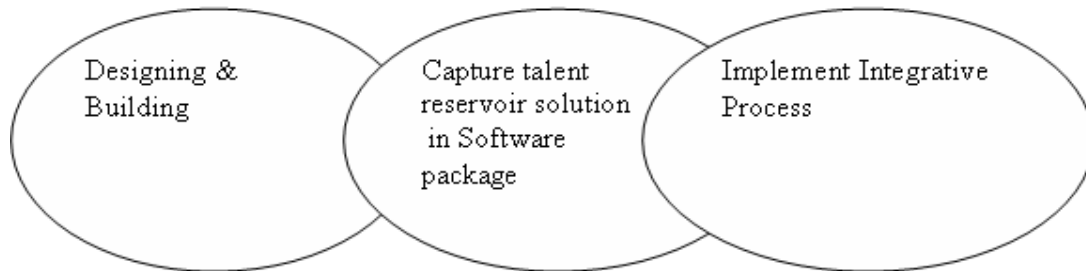 Designing &
Building
Capture talent
reservoir solution
in Software
package
Implement Integrative
Process